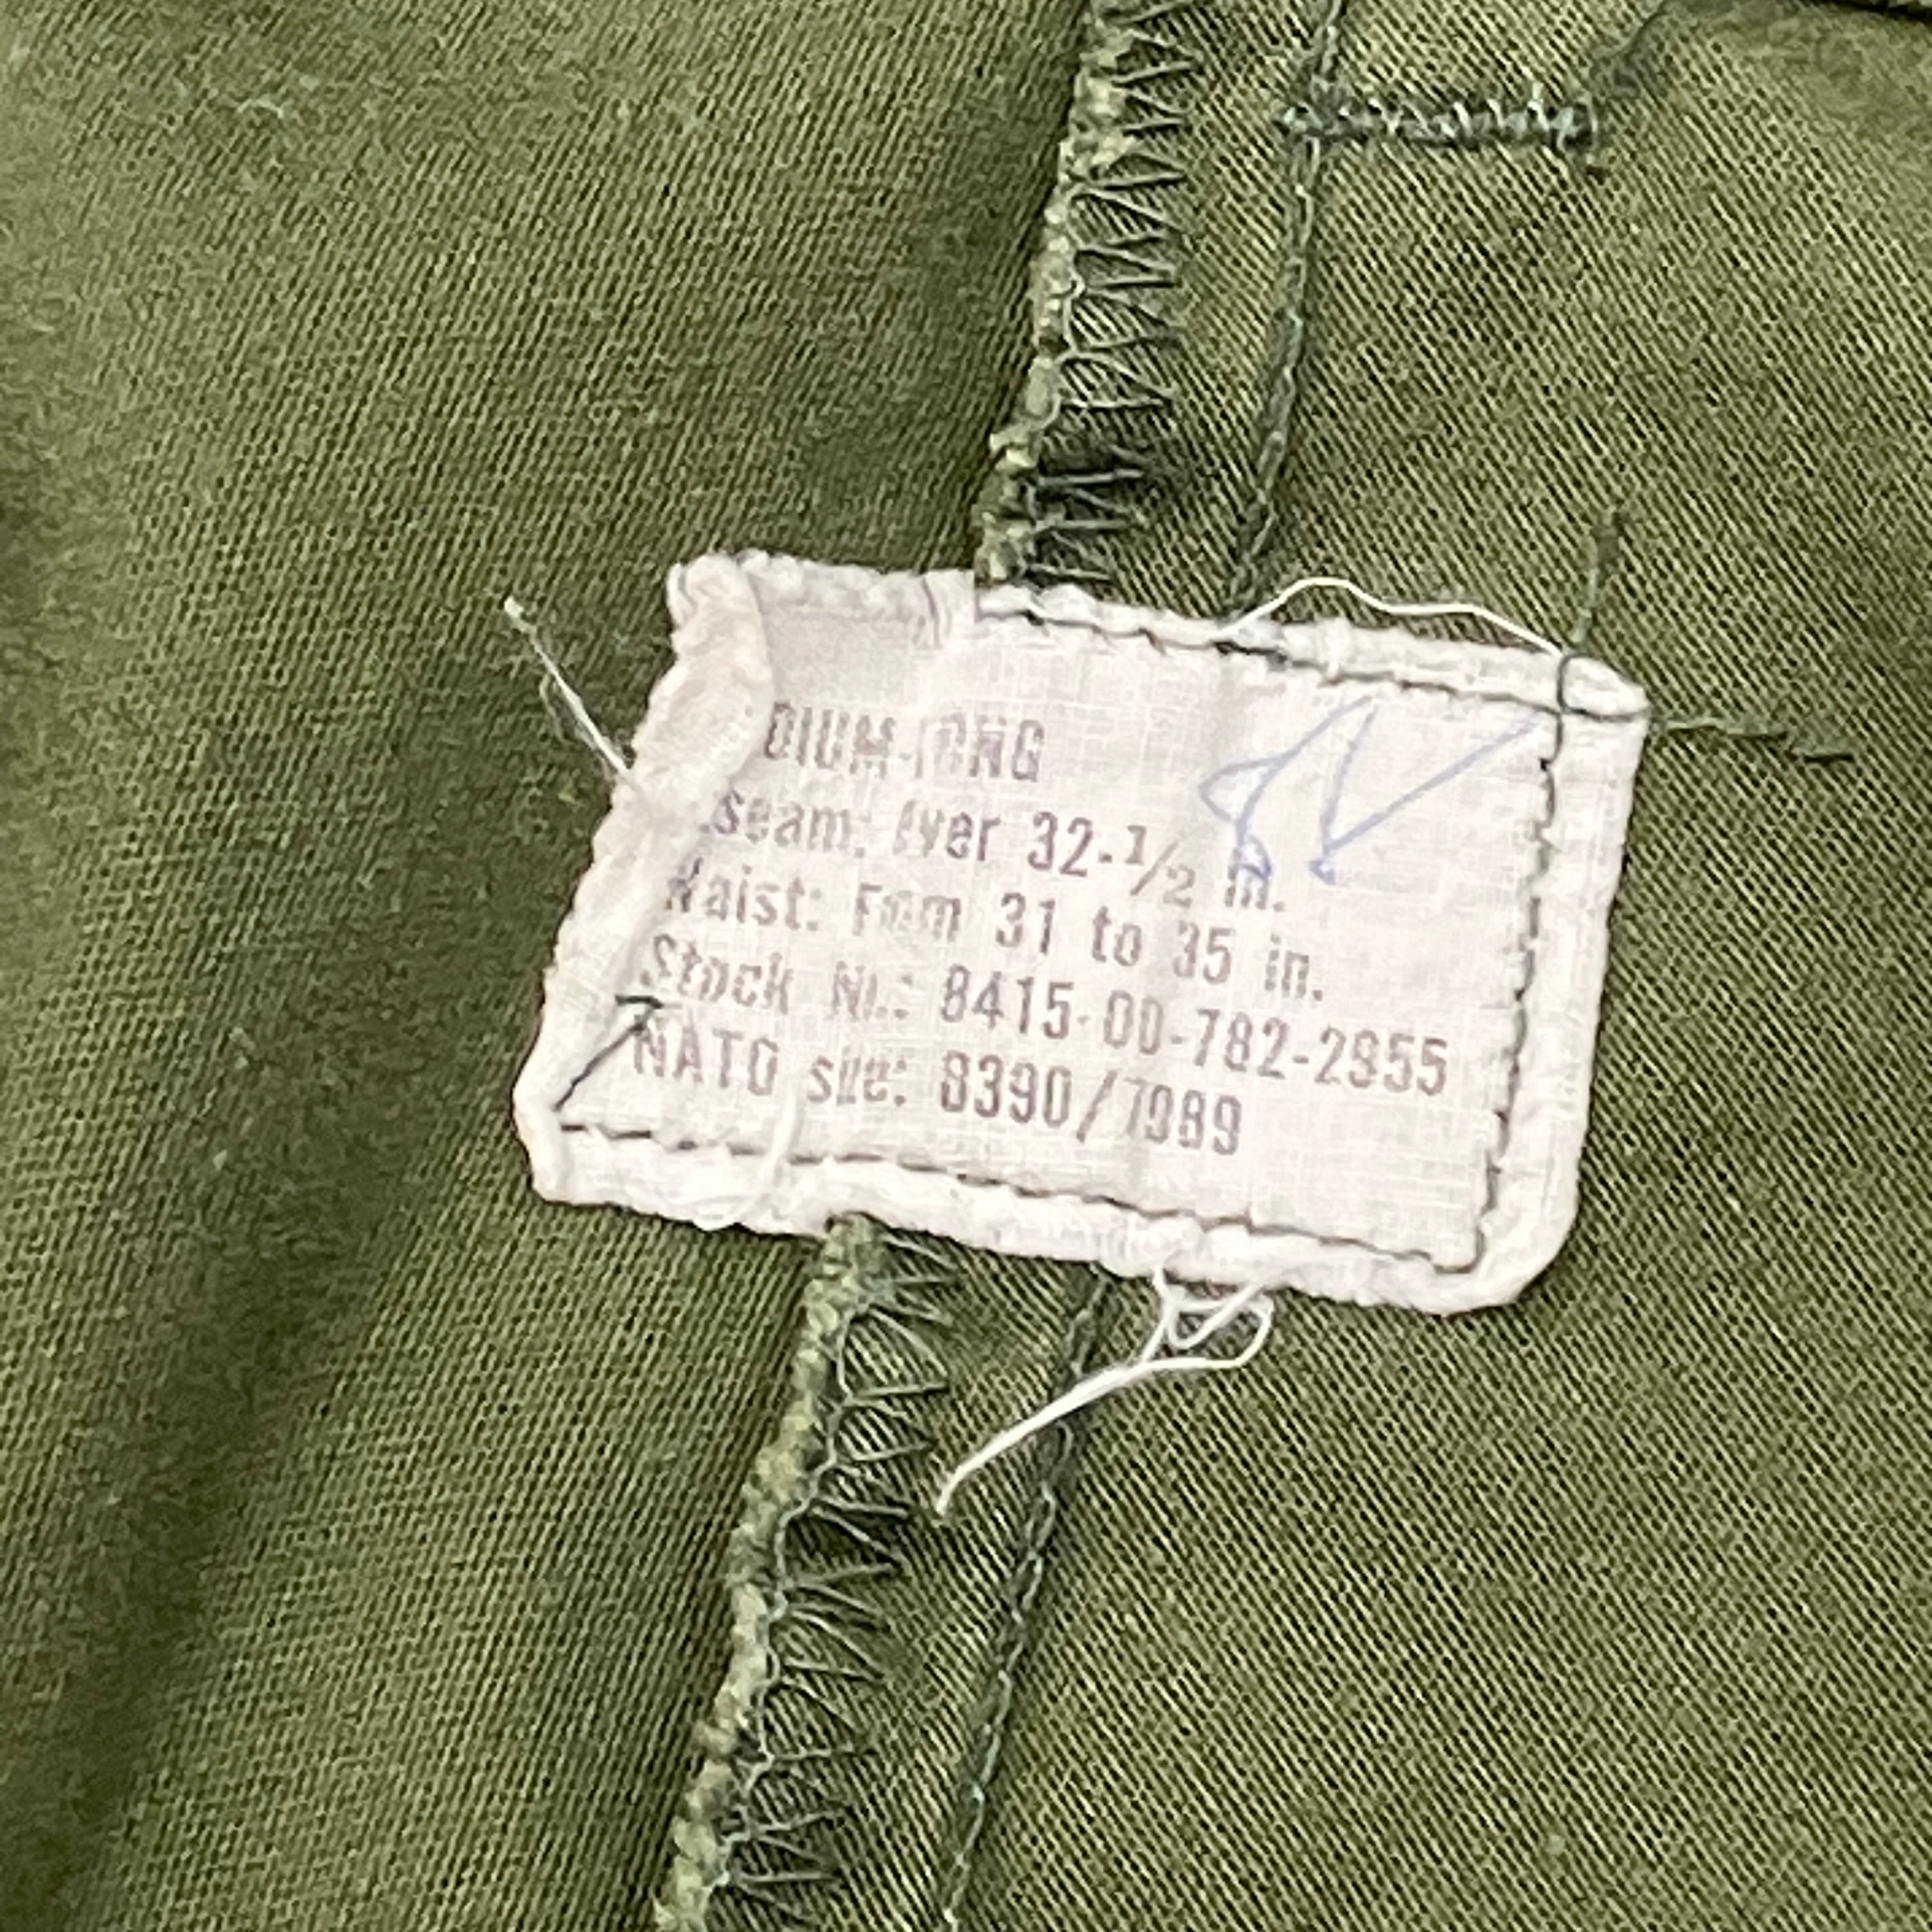 DIUM-LONG
seam: Over 32-1/2 in.
Waist: From 31 to 35 in.
Stock Nr.: 8415-00-782-2955
NATO size: 8390/7989